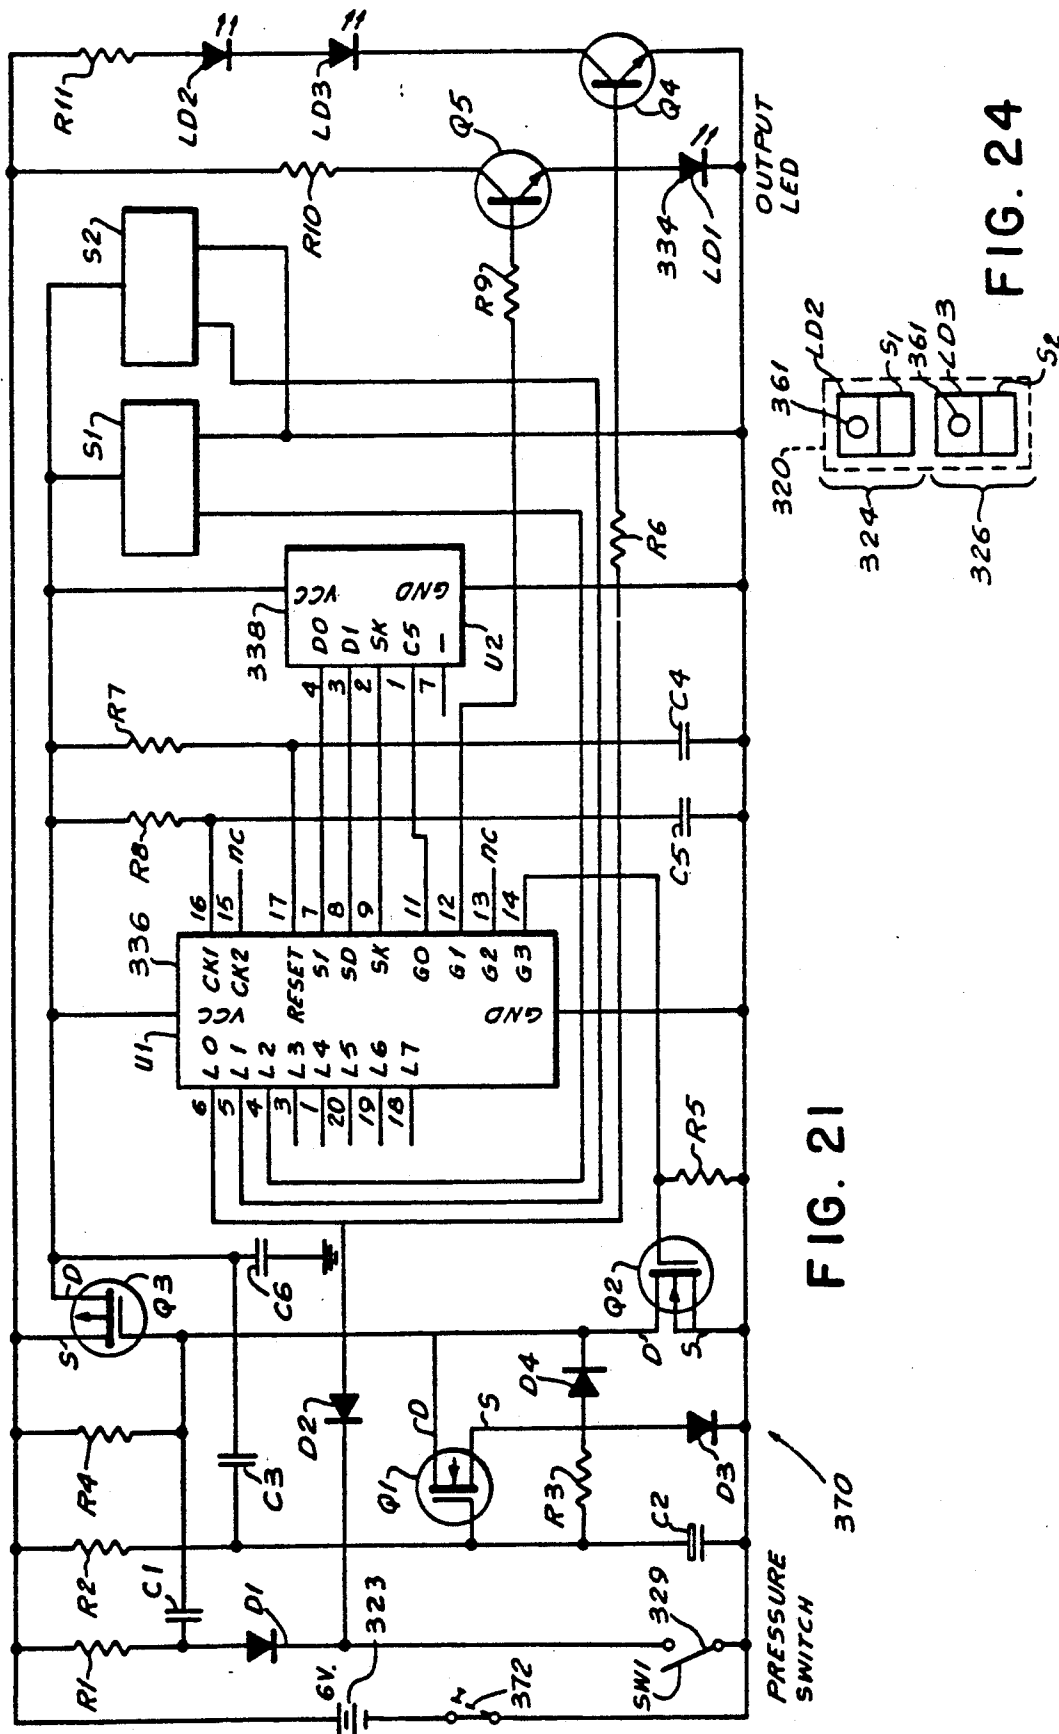 R11
LD2
LD3
Q4
R10
Q5
334
LD1
OUTPUT
LED
S2
S1
R9
R6
338
VCC
GND
DO
D1
SK
C5
—
4
3
2
1
7
U2
R7
R8
C4
C5
336
U1
VCC
GND
CK1
CK2
RESET
S1
SD
SK
G0
G1
G2
G3
16
15
17
7
8
9
11
12
13
14
nc
nc
L0
L1
L2
L3
L4
L5
L6
L7
6
5
4
3
1
20
19
18
R5
D
S
Q3
C6
Q2
D
S
R4
R2
R1
C1
C3
D1
D2
D4
Q1
D
S
R3
D3
C2
6V.
323
372
SW1
329
PRESSURE
SWITCH
370
FIG. 21
320
361
LD2
S1
361
LD3
S2
324
326
FIG. 24